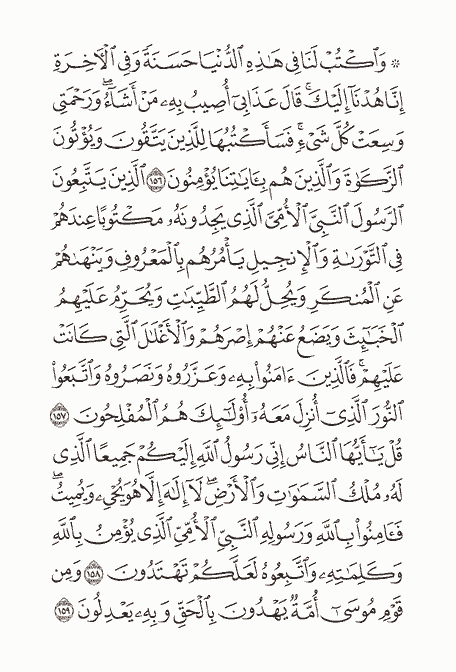 ۞ وَٱكۡتُبۡ لَنَا فِي هَٰذِهِ ٱلدُّنۡيَا حَسَنَةٗ وَفِي ٱلۡأٓخِرَةِ
إِنَّا هُدۡنَآ إِلَيۡكَۚ قَالَ عَذَابِيٓ أُصِيبُ بِهِۦ مَنۡ أَشَآءُۖ وَرَحۡمَتِي
وَسِعَتۡ كُلَّ شَيۡءٖۚ فَسَأَكۡتُبُهَا لِلَّذِينَ يَتَّقُونَ وَيُؤۡتُونَ
ٱلزَّكَوٰةَ وَٱلَّذِينَ هُم بِـَٔايَٰتِنَا يُؤۡمِنُونَ ١٥٦ ٱلَّذِينَ يَتَّبِعُونَ
ٱلرَّسُولَ ٱلنَّبِيَّ ٱلۡأُمِّيَّ ٱلَّذِي يَجِدُونَهُۥ مَكۡتُوبًا عِندَهُمۡ
فِي ٱلتَّوۡرَىٰةِ وَٱلۡإِنجِيلِ يَأۡمُرُهُم بِٱلۡمَعۡرُوفِ وَيَنۡهَىٰهُمۡ
عَنِ ٱلۡمُنكَرِ وَيُحِلُّ لَهُمُ ٱلطَّيِّبَٰتِ وَيُحَرِّمُ عَلَيۡهِمُ
ٱلۡخَبَٰٓئِثَ وَيَضَعُ عَنۡهُمۡ إِصۡرَهُمۡ وَٱلۡأَغۡلَٰلَ ٱلَّتِي كَانَتۡ
عَلَيۡهِمۡۚ فَٱلَّذِينَ ءَامَنُواْ بِهِۦ وَعَزَّرُوهُ وَنَصَرُوهُ وَٱتَّبَعُواْ
ٱلنُّورَ ٱلَّذِيٓ أُنزِلَ مَعَهُۥٓ أُوْلَٰٓئِكَ هُمُ ٱلۡمُفۡلِحُونَ ١٥٧
قُلۡ يَٰٓأَيُّهَا ٱلنَّاسُ إِنِّي رَسُولُ ٱللَّهِ إِلَيۡكُمۡ جَمِيعًا ٱلَّذِي
لَهُۥ مُلۡكُ ٱلسَّمَٰوَٰتِ وَٱلۡأَرۡضِۖ لَآ إِلَٰهَ إِلَّا هُوَ يُحۡيِۦ وَيُمِيتُۖ
فَـَٔامِنُواْ بِٱللَّهِ وَرَسُولِهِ ٱلنَّبِيِّ ٱلۡأُمِّيِّ ٱلَّذِي يُؤۡمِنُ بِٱللَّهِ
وَكَلِمَٰتِهِۦ وَٱتَّبِعُوهُ لَعَلَّكُمۡ تَهۡتَدُونَ ١٥٨ وَمِن
قَوۡمِ مُوسَىٰٓ أُمَّةٞ يَهۡدُونَ بِٱلۡحَقِّ وَبِهِۦ يَعۡدِلُونَ ١٥٩